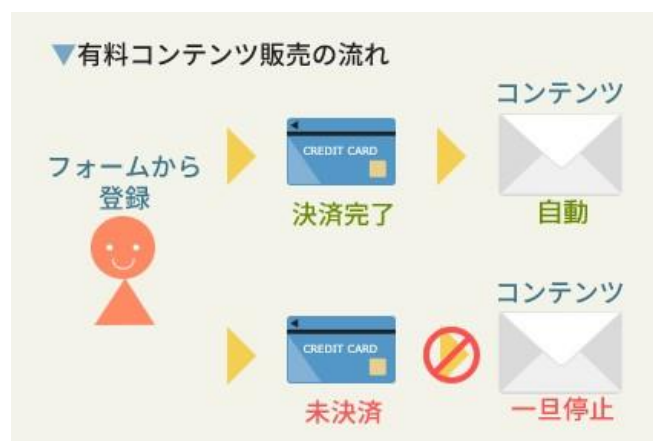 ▼有料コンテンツ販売の流れ
フォームから
登録
CREDIT CARD
決済完了
コンテンツ
自動
CREDIT CARD
未決済
コンテンツ
一旦停止